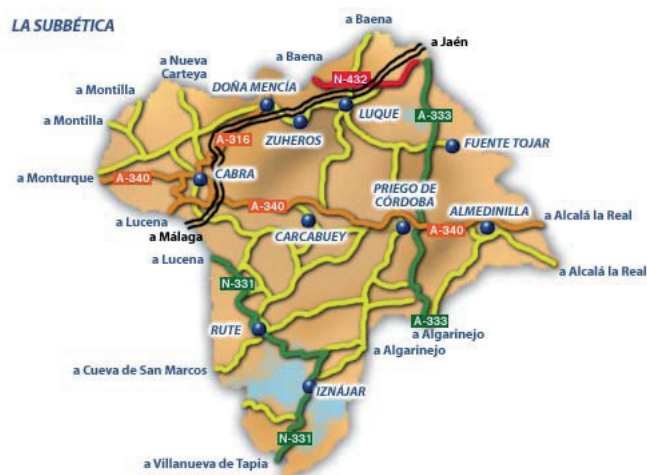 LA SUBBÉTICA
a Baena
a Jaén
a Baena
a Nueva
Carteya
N-432
DOÑA MENCÍA
a Montilla
a Montilla
LUQUE
A-333
ZUHEROS
A-316
FUENTE TOJAR
CABRA
a Monturque
A-340
PRIEGO DE
CÓRDOBA
A-340
ALMEDINILLA
a Lucena
a Alcalá la Real
A-340
CARCABUEY
a Málaga
a Lucena
a Alcalá la Real
N-331
A-333
RUTE
a Algarinejo
a Algarinejo
a Cueva de San Marcos
IZNÁJAR
N-331
a Villanueva de Tapia